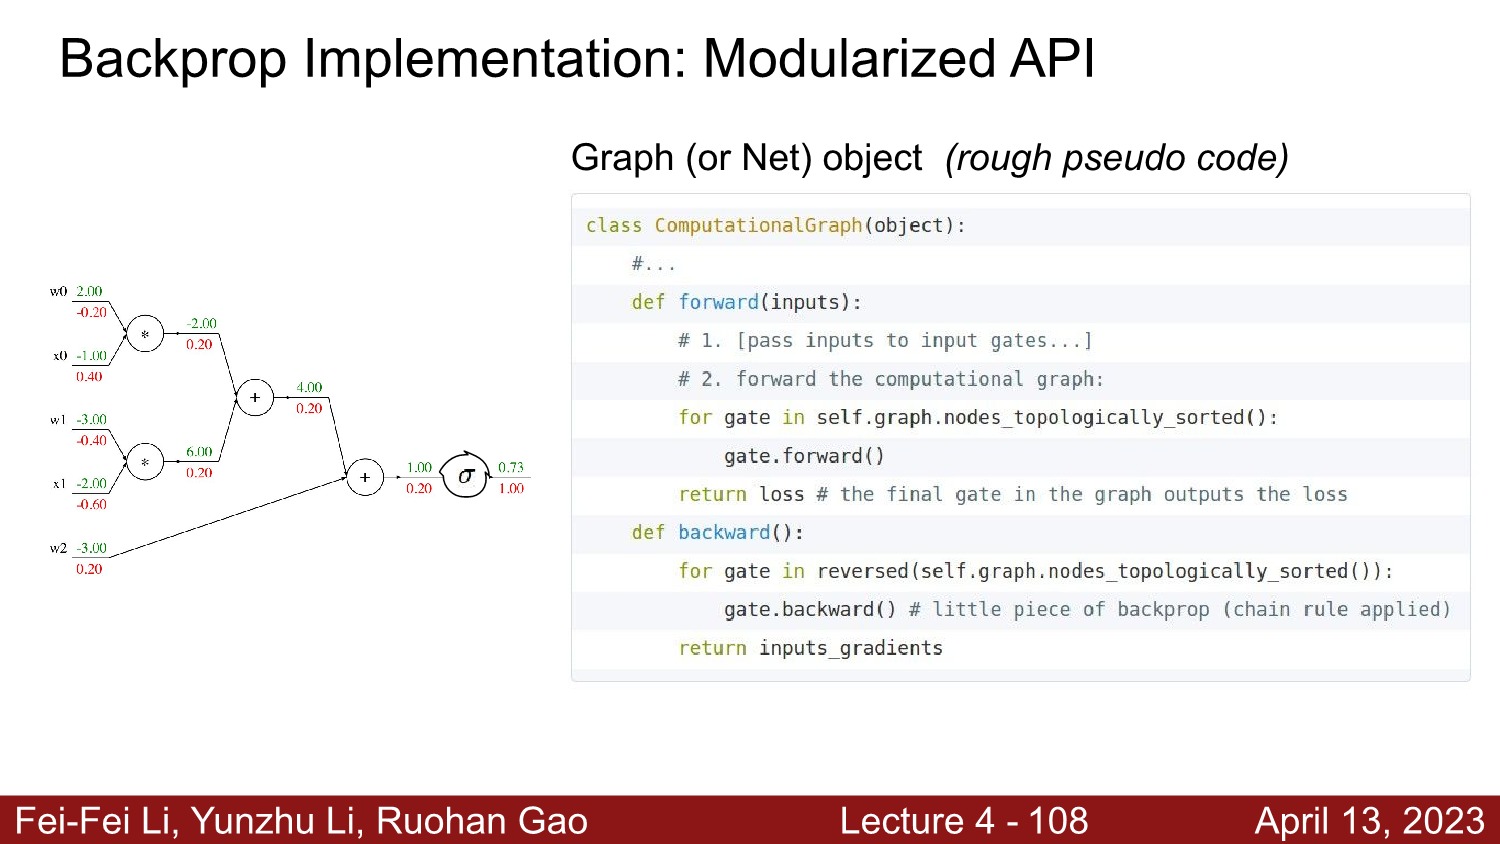 Backprop Implementation: Modularized API
Graph (or Net) object (rough pseudo code)
class ComputationalGraph(object):
#...
def forward(inputs):
# 1. [pass inputs to input gates...]
# 2. forward the computational graph:
for gate in self.graph.nodes_topologically_sorted():
gate.forward()
return loss # the final gate in the graph outputs the loss
def backward():
for gate in reversed(self.graph.nodes_topologically_sorted()):
gate.backward() # little piece of backprop (chain rule applied)
return inputs_gradients
w0 2.00
-0.20
*
-2.00
0.20
x0 -1.00
0.40
+
4.00
0.20
w1 -3.00
-0.40
*
6.00
0.20
x1 -2.00
-0.60
+
1.00
0.20
σ
0.73
1.00
w2 -3.00
0.20
Fei-Fei Li, Yunzhu Li, Ruohan Gao
Lecture 4 - 108
April 13, 2023